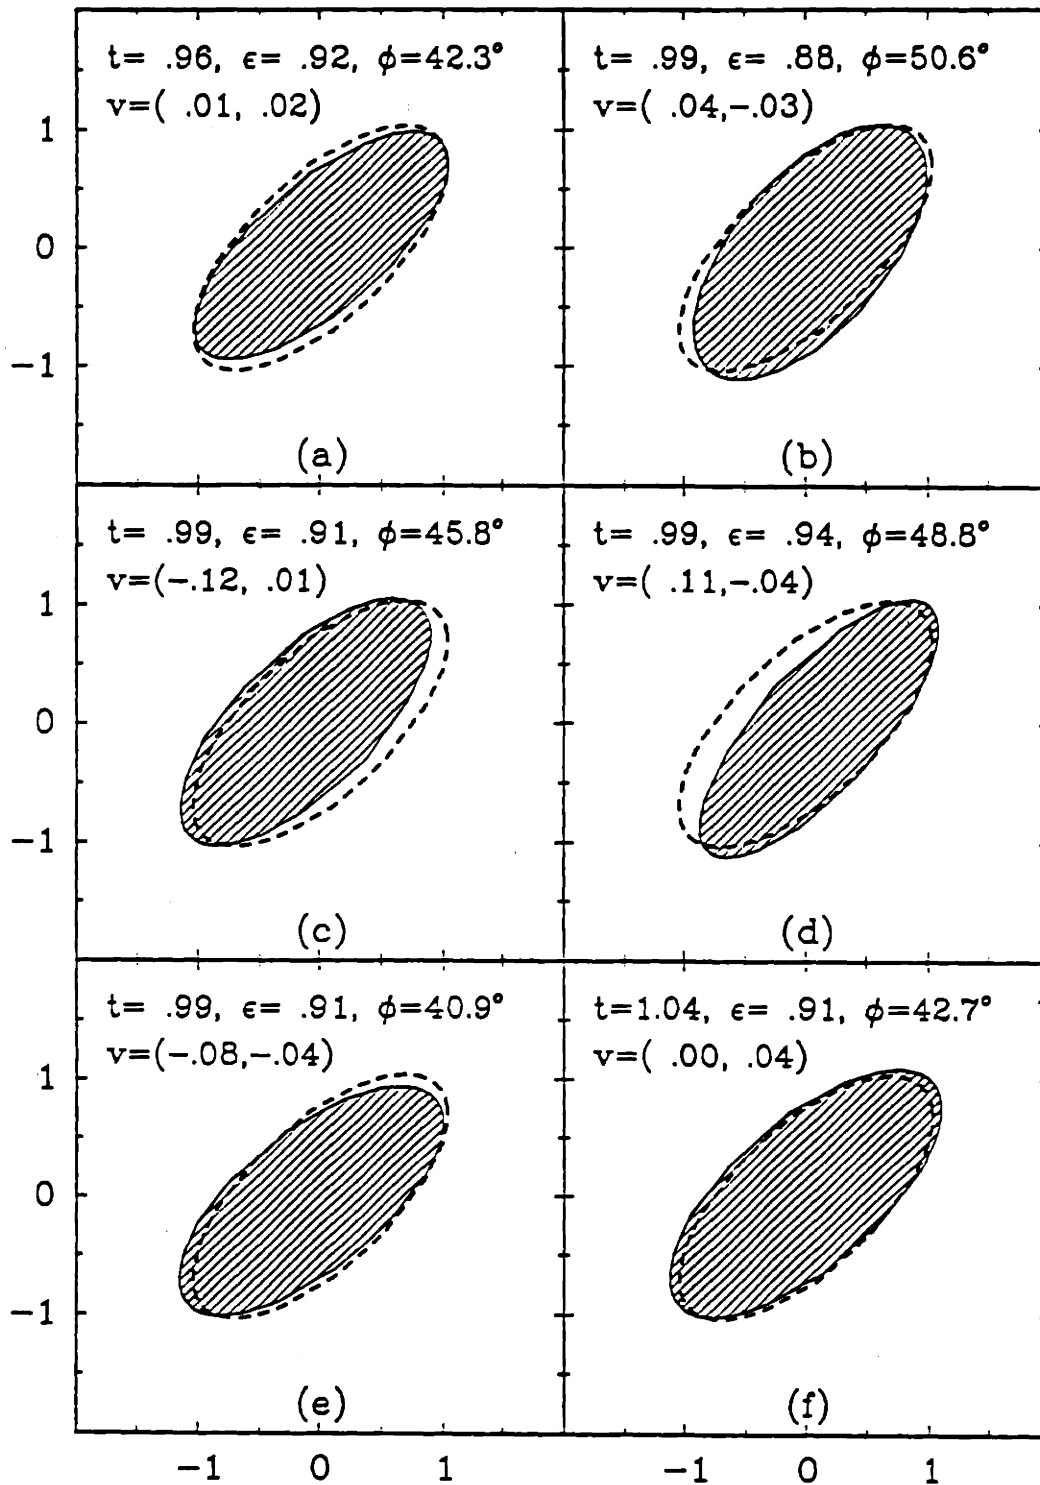 t= .96, ϵ= .92, ϕ=42.3°
v=( .01, .02)
1
0
−1
(a)
t= .99, ϵ= .88, ϕ=50.6°
v=( .04,−.03)
(b)
t= .99, ϵ= .91, ϕ=45.8°
v=(−.12, .01)
1
0
−1
(c)
t= .99, ϵ= .94, ϕ=48.8°
v=( .11,−.04)
(d)
t= .99, ϵ= .91, ϕ=40.9°
v=(−.08,−.04)
1
0
−1
(e)
t=1.04, ϵ= .91, ϕ=42.7°
v=( .00, .04)
(f)
−1 0 1
−1 0 1